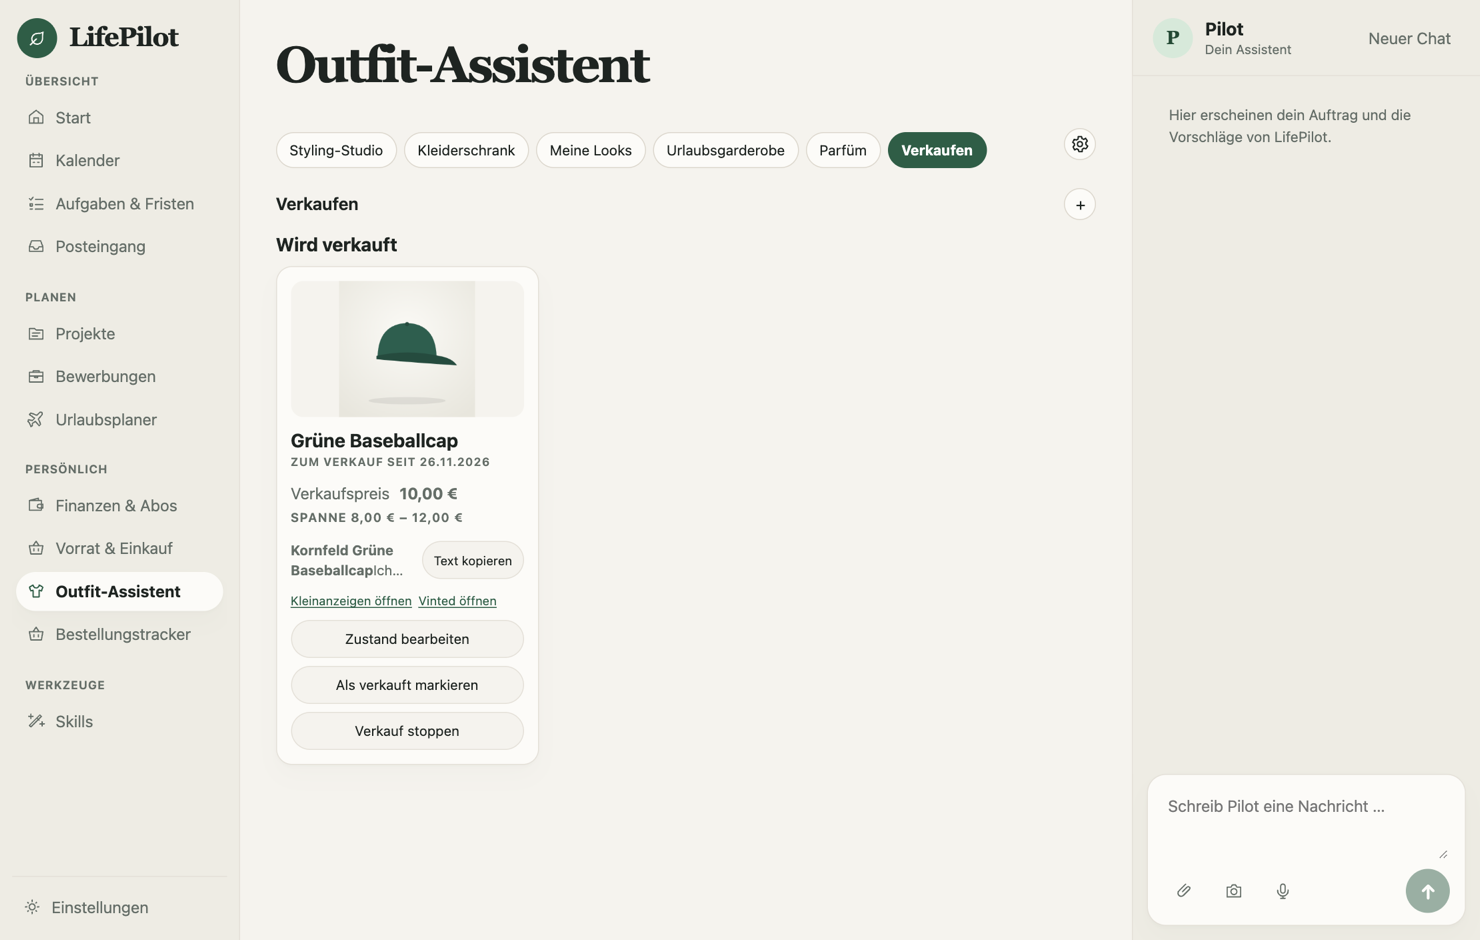 LifePilot
ÜBERSICHT
Start
Kalender
Aufgaben & Fristen
Posteingang
PLANEN
Projekte
Bewerbungen
Urlaubsplaner
PERSÖNLICH
Finanzen & Abos
Vorrat & Einkauf
Outfit-Assistent
Bestellungstracker
WERKZEUGE
Skills
Einstellungen
Outfit-Assistent
Styling-Studio
Kleiderschrank
Meine Looks
Urlaubsgarderobe
Parfüm
Verkaufen
Verkaufen
+
Wird verkauft
Grüne Baseballcap
ZUM VERKAUF SEIT 26.11.2026
Verkaufspreis 10,00 €
SPANNE 8,00 € – 12,00 €
Kornfeld Grüne
BaseballcapIch...
Text kopieren
Kleinanzeigen öffnen Vinted öffnen
Zustand bearbeiten
Als verkauft markieren
Verkauf stoppen
P
Pilot
Dein Assistent
Neuer Chat
Hier erscheinen dein Auftrag und die
Vorschläge von LifePilot.
Schreib Pilot eine Nachricht ...